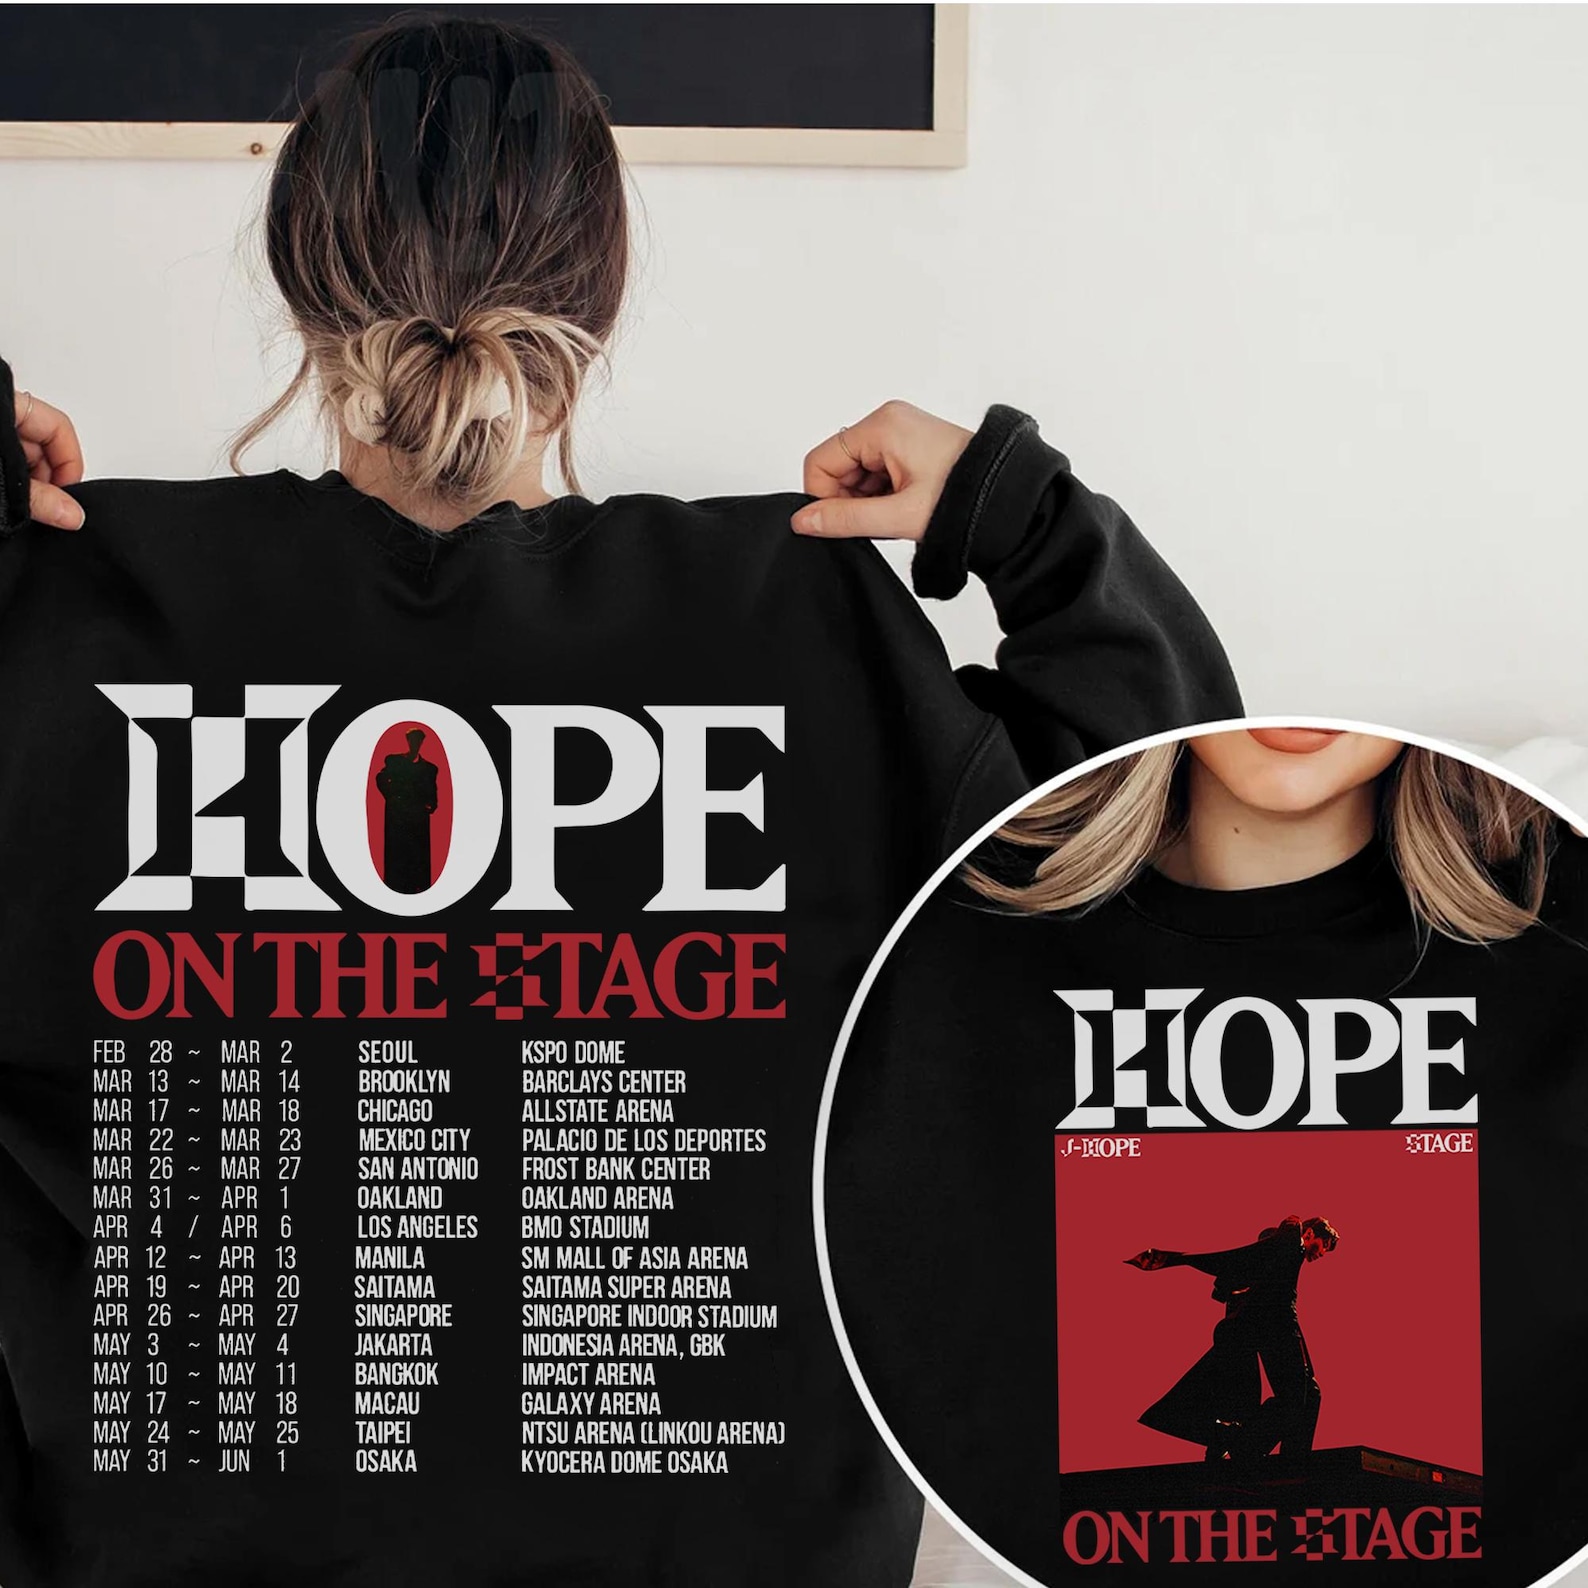 HOPE
ON THE STAGE
FEB 28 ~ MAR 2 SEOUL KSPO DOME
MAR 13 ~ MAR 14 BROOKLYN BARCLAYS CENTER
MAR 17 ~ MAR 18 CHICAGO ALLSTATE ARENA
MAR 22 ~ MAR 23 MEXICO CITY PALACIO DE LOS DEPORTES
MAR 26 ~ MAR 27 SAN ANTONIO FROST BANK CENTER
MAR 31 ~ APR 1 OAKLAND OAKLAND ARENA
APR 4 / APR 6 LOS ANGELES BMO STADIUM
APR 12 ~ APR 13 MANILA SM MALL OF ASIA ARENA
APR 19 ~ APR 20 SAITAMA SAITAMA SUPER ARENA
APR 26 ~ APR 27 SINGAPORE SINGAPORE INDOOR STADIUM
MAY 3 ~ MAY 4 JAKARTA INDONESIA ARENA, GBK
MAY 10 ~ MAY 11 BANGKOK IMPACT ARENA
MAY 17 ~ MAY 18 MACAU GALAXY ARENA
MAY 24 ~ MAY 25 TAIPEI NTSU ARENA (LINKOU ARENA)
MAY 31 ~ JUN 1 OSAKA KYOCERA DOME OSAKA
HOPE
J-HOPE STAGE
ON THE STAGE